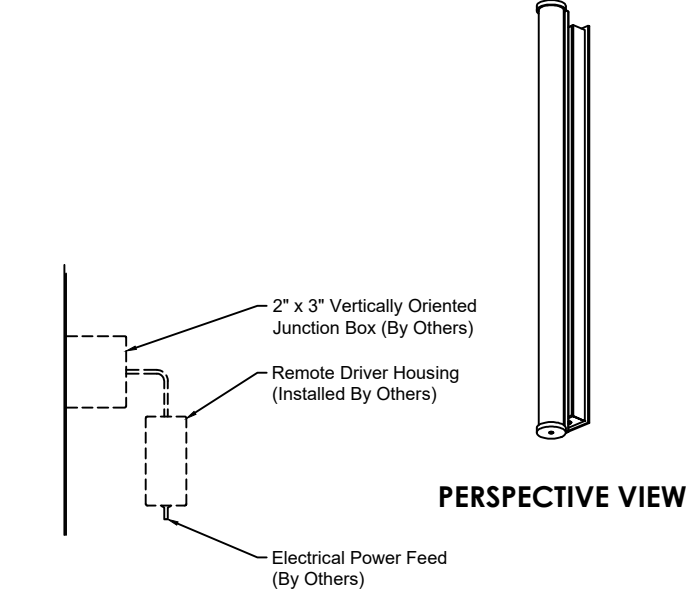 2" x 3" Vertically Oriented
Junction Box (By Others)
Remote Driver Housing
(Installed By Others)
PERSPECTIVE VIEW
Electrical Power Feed
(By Others)